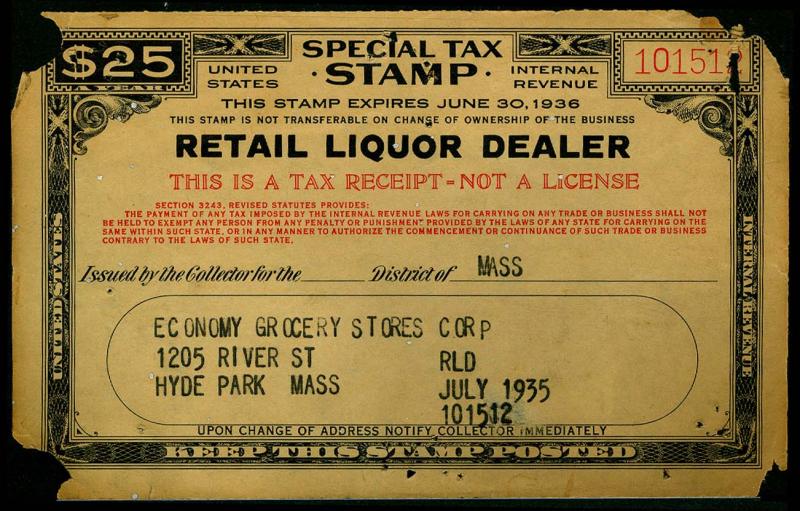 $25
A YEAR
SPECIAL TAX
STAMP
UNITED STATES
INTERNAL REVENUE
101512
THIS STAMP EXPIRES JUNE 30, 1936
THIS STAMP IS NOT TRANSFERABLE ON CHANGE OF OWNERSHIP OF THE BUSINESS
RETAIL LIQUOR DEALER
THIS IS A TAX RECEIPT=NOT A LICENSE
SECTION 3243, REVISED STATUTES PROVIDES:
THE PAYMENT OF ANY TAX IMPOSED BY THE INTERNAL REVENUE LAWS FOR CARRYING ON ANY TRADE OR BUSINESS SHALL NOT
BE HELD TO EXEMPT ANY PERSON FROM ANY PENALTY OR PUNISHMENT PROVIDED BY THE LAWS OF ANY STATE FOR CARRYING ON THE
SAME WITHIN SUCH STATE, OR IN ANY MANNER TO AUTHORIZE THE COMMENCEMENT OR CONTINUANCE OF SUCH TRADE OR BUSINESS
CONTRARY TO THE LAWS OF SUCH STATE.
Issued by the Collector for the District of MASS
ECONOMY GROCERY STORES CORP
1205 RIVER ST RLD
HYDE PARK MASS JULY 1935
101512
UPON CHANGE OF ADDRESS NOTIFY COLLECTOR IMMEDIATELY
KEEP THIS STAMP POSTED
UNITED STATES
INTERNAL REVENUE